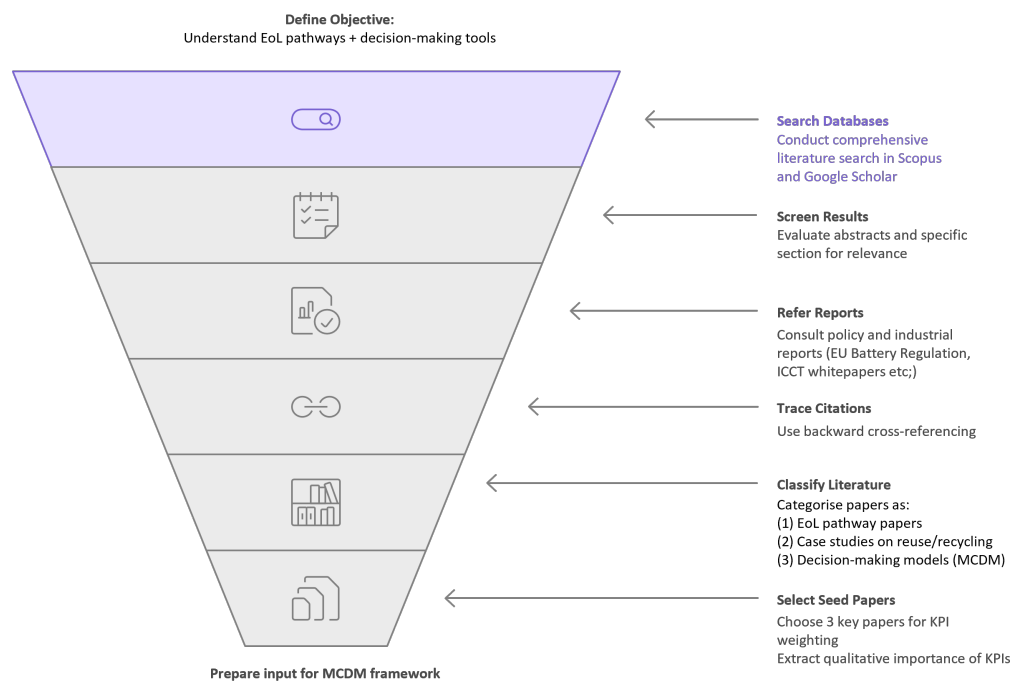 Define Objective:
Understand EoL pathways + decision-making tools
Search Databases
Conduct comprehensive
literature search in Scopus
and Google Scholar
Screen Results
Evaluate abstracts and specific
section for relevance
Refer Reports
Consult policy and industrial
reports (EU Battery Regulation,
ICCT whitepapers etc;)
Trace Citations
Use backward cross-referencing
Classify Literature
Categorise papers as:
(1) EoL pathway papers
(2) Case studies on reuse/recycling
(3) Decision-making models (MCDM)
Select Seed Papers
Choose 3 key papers for KPI
weighting
Extract qualitative importance of KPIs
Prepare input for MCDM framework